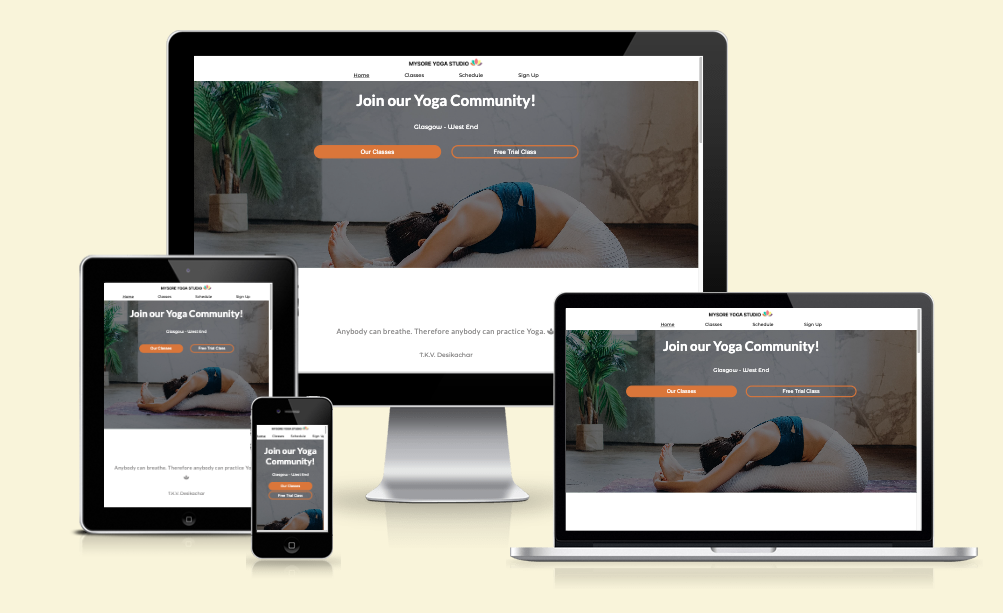 MYSORE YOGA STUDIO
Home Classes Schedule Sign Up
Join our Yoga Community!
Glasgow - West End
Our Classes Free Trial Class
Anybody can breathe. Therefore anybody can practice Yoga.
T.K.V. Desikachar
MYSORE YOGA STUDIO
Home Classes Schedule Sign Up
Join our Yoga Community!
Glasgow - West End
Our Classes Free Trial Class
Anybody can breathe. Therefore anybody can practice
T.K.V. Desikachar
MYSORE YOGA STUDIO
Home Classes Schedule Sign Up
Join our Yoga
Community!
Glasgow - West End
Our Classes
Free Trial Class
MYSORE YOGA STUDIO
Home Classes Schedule Sign Up
Join our Yoga Community!
Glasgow - West End
Our Classes Free Trial Class